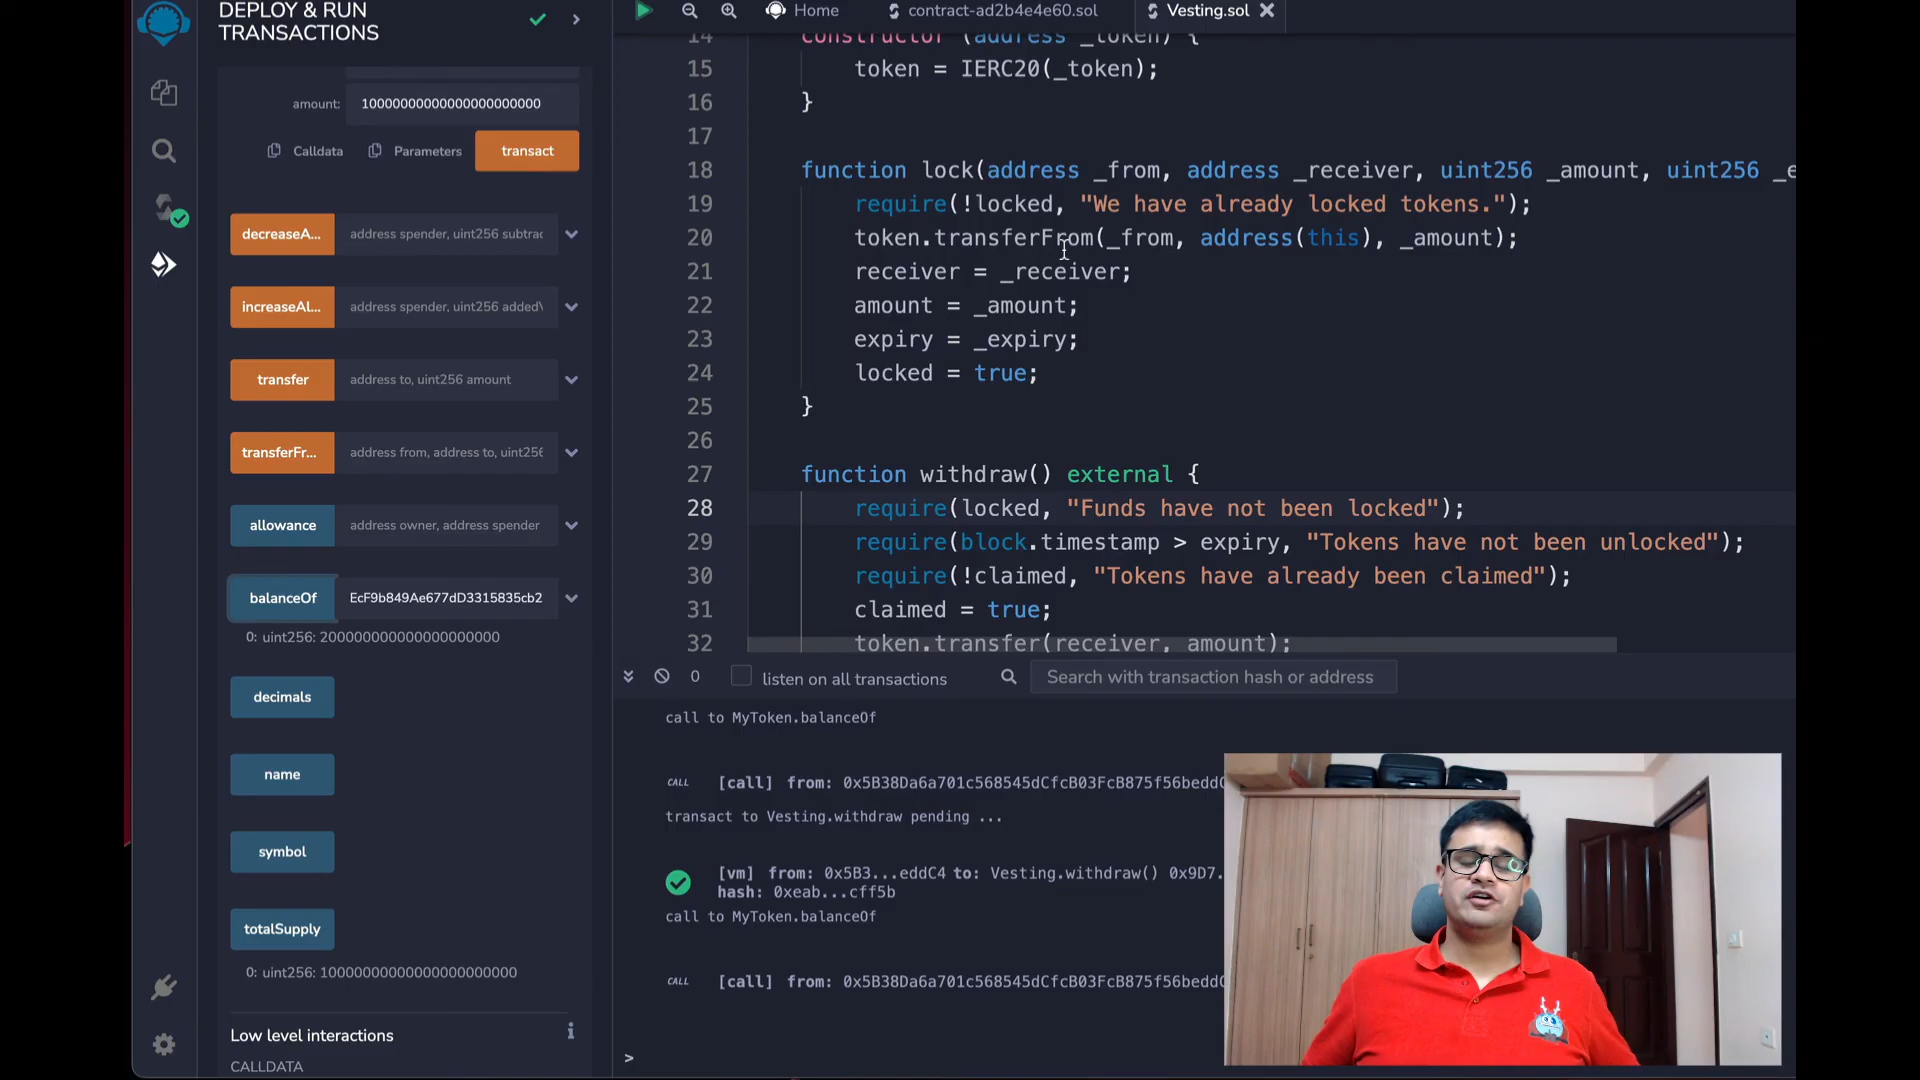 DEPLOY & RUN
TRANSACTIONS
amount: 10000000000000000000000
Calldata Parameters transact
decreaseA... address spender, uint256 subtrac
increaseAl... address spender, uint256 added
transfer address to, uint256 amount
transferFr... address from, address to, uint256
allowance address owner, address spender
balanceOf EcF9b849Ae677dD3315835cb2
0: uint256: 200000000000000000000
decimals
name
symbol
totalSupply
0: uint256: 10000000000000000000000
Low level interactions i
CALLDATA
Home contract-ad2b4e4e60.sol Vesting.sol
14 constructor (address _token) {
15 token = IERC20(_token);
16 }
17
18 function lock(address _from, address _receiver, uint256 _amount, uint256 _e
19 require(!locked, "We have already locked tokens.");
20 token.transferFrom(_from, address(this), _amount);
21 receiver = _receiver;
22 amount = _amount;
23 expiry = _expiry;
24 locked = true;
25 }
26
27 function withdraw() external {
28 require(locked, "Funds have not been locked");
29 require(block.timestamp > expiry, "Tokens have not been unlocked");
30 require(!claimed, "Tokens have already been claimed");
31 claimed = true;
32 token.transfer(receiver, amount);
0 listen on all transactions Search with transaction hash or address
call to MyToken.balanceOf
CALL [call] from: 0x5B38Da6a701c568545dCfcB03FcB875f56beddC
transact to Vesting.withdraw pending ...
[vm] from: 0x5B3...eddC4 to: Vesting.withdraw() 0x9D7.
hash: 0xeab...cff5b
call to MyToken.balanceOf
CALL [call] from: 0x5B38Da6a701c568545dCfcB03FcB875f56beddC
>